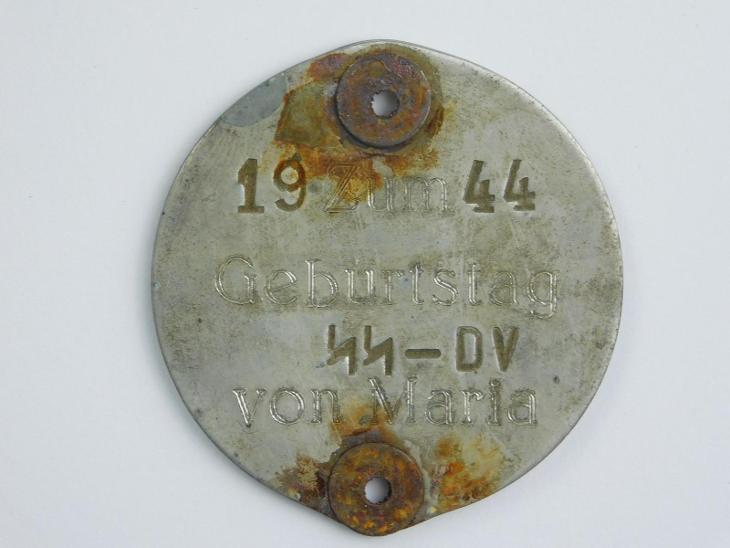 19 Zum 44
Gebürtstag
ᛋᛋ-DV
von Maria